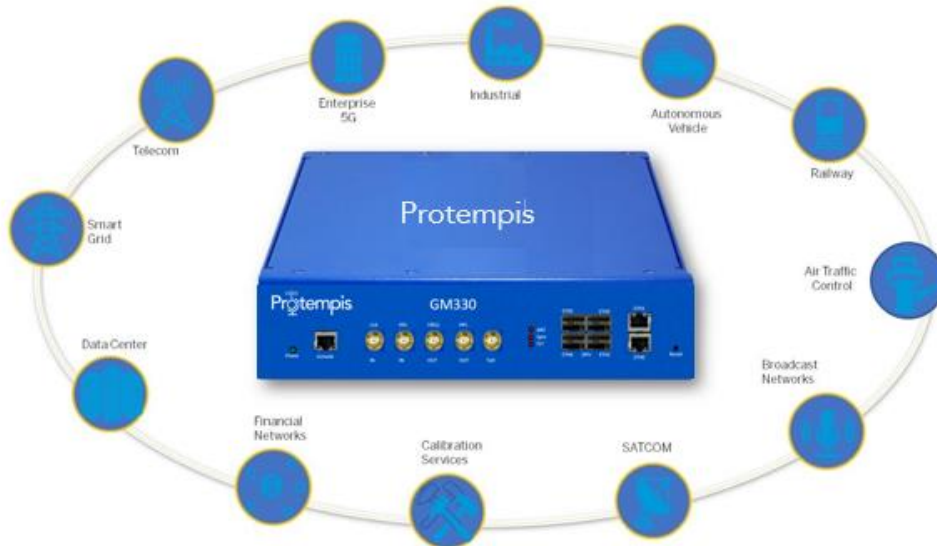 Industrial
Enterprise
5G
Autonomous
Vehicle
Telecom
Railway
Protempis
Smart
Grid
Air Traffic
Control
Protempis
GM330
Data Center
Broadcast
Networks
Financial
Networks
Calibration
Services
SATCOM